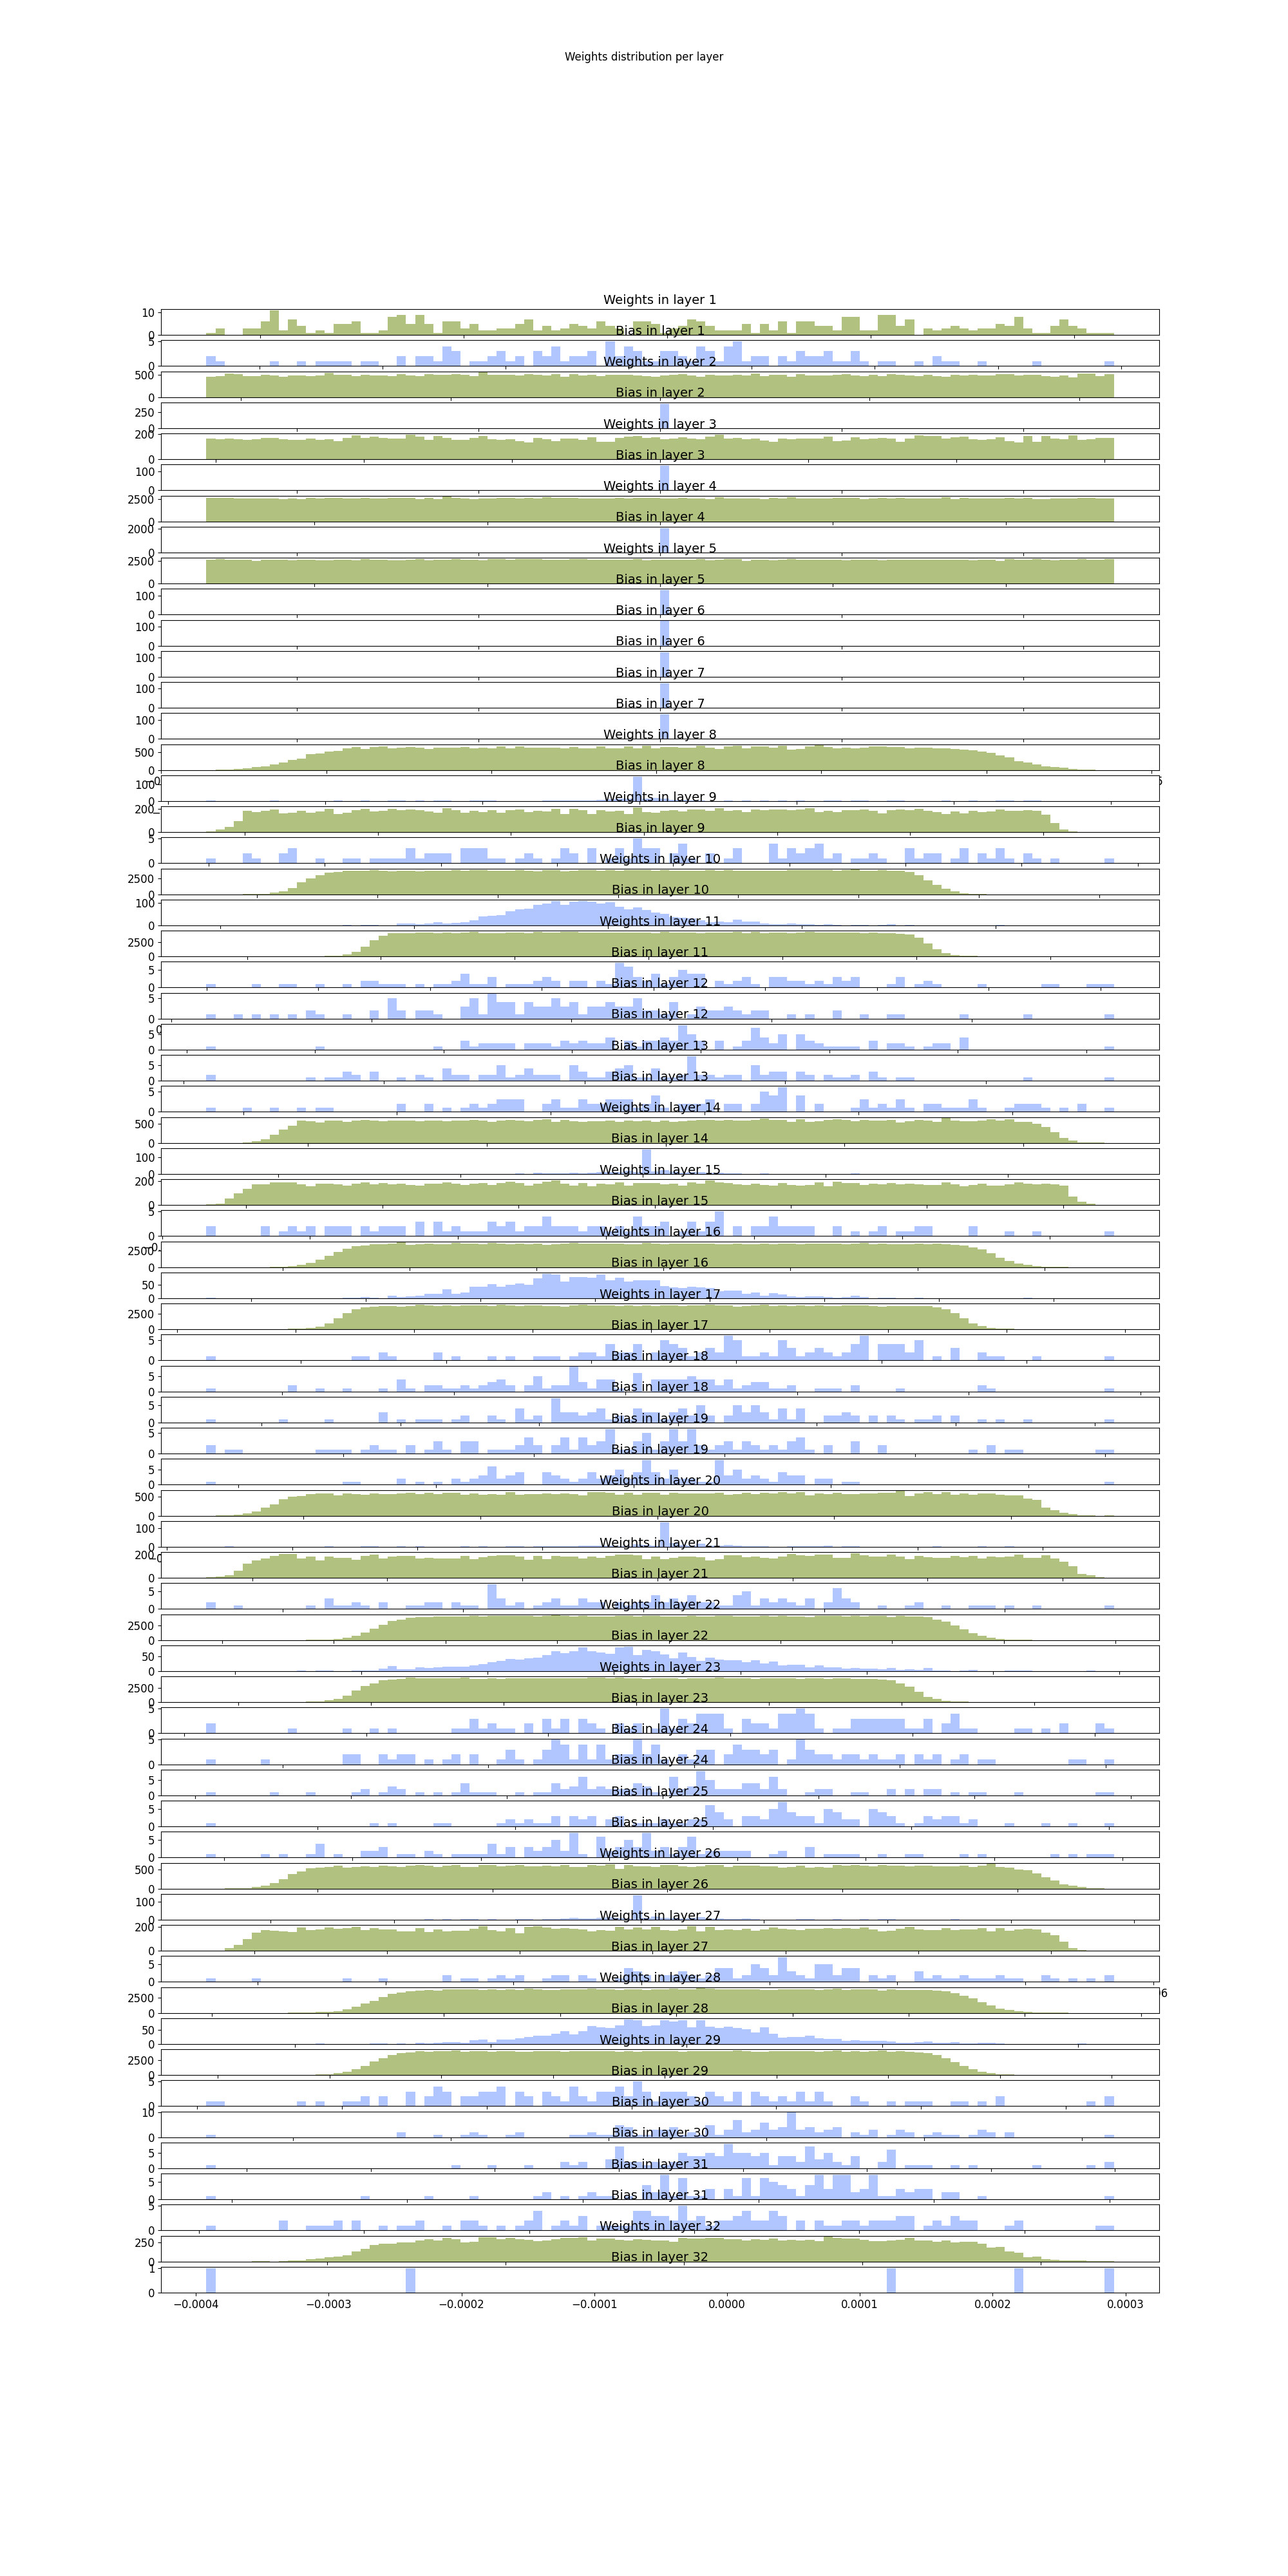 Weights distribution per layer
Weights in layer 1
10
0
Bias in layer 1
5
0
Weights in layer 2
500
0
Bias in layer 2
250
0
Weights in layer 3
200
0
Bias in layer 3
100
0
Weights in layer 4
2500
0
Bias in layer 4
2000
0
Weights in layer 5
2500
0
Bias in layer 5
100
0
Bias in layer 6
100
0
Bias in layer 6
100
0
Bias in layer 7
100
0
Bias in layer 7
100
0
Weights in layer 8
500
0
Bias in layer 8
100
0
Weights in layer 9
200
0
Bias in layer 9
5
0
Weights in layer 10
2500
0
Bias in layer 10
100
0
Weights in layer 11
2500
0
Bias in layer 11
5
0
Bias in layer 12
5
0
Bias in layer 12
5
0
Bias in layer 13
5
0
Bias in layer 13
5
0
Weights in layer 14
500
0
Bias in layer 14
100
0
Weights in layer 15
200
0
Bias in layer 15
5
0
Weights in layer 16
2500
0
Bias in layer 16
50
0
Weights in layer 17
2500
0
Bias in layer 17
5
0
Bias in layer 18
5
0
Bias in layer 18
5
0
Bias in layer 19
5
0
Bias in layer 19
5
0
Weights in layer 20
500
0
Bias in layer 20
100
0
Weights in layer 21
200
0
Bias in layer 21
5
0
Weights in layer 22
2500
0
Bias in layer 22
50
0
Weights in layer 23
2500
0
Bias in layer 23
5
0
Bias in layer 24
5
0
Bias in layer 24
5
0
Bias in layer 25
5
0
Bias in layer 25
5
0
Weights in layer 26
500
0
Bias in layer 26
100
0
Weights in layer 27
200
0
Bias in layer 27
5
0
Weights in layer 28
2500
0
Bias in layer 28
50
0
Weights in layer 29
2500
0
Bias in layer 29
5
0
Bias in layer 30
10
0
Bias in layer 30
5
0
Bias in layer 31
5
0
Bias in layer 31
5
0
Weights in layer 32
250
0
Bias in layer 32
1
0
−0.0004 −0.0003 −0.0002 −0.0001 0.0000 0.0001 0.0002 0.0003